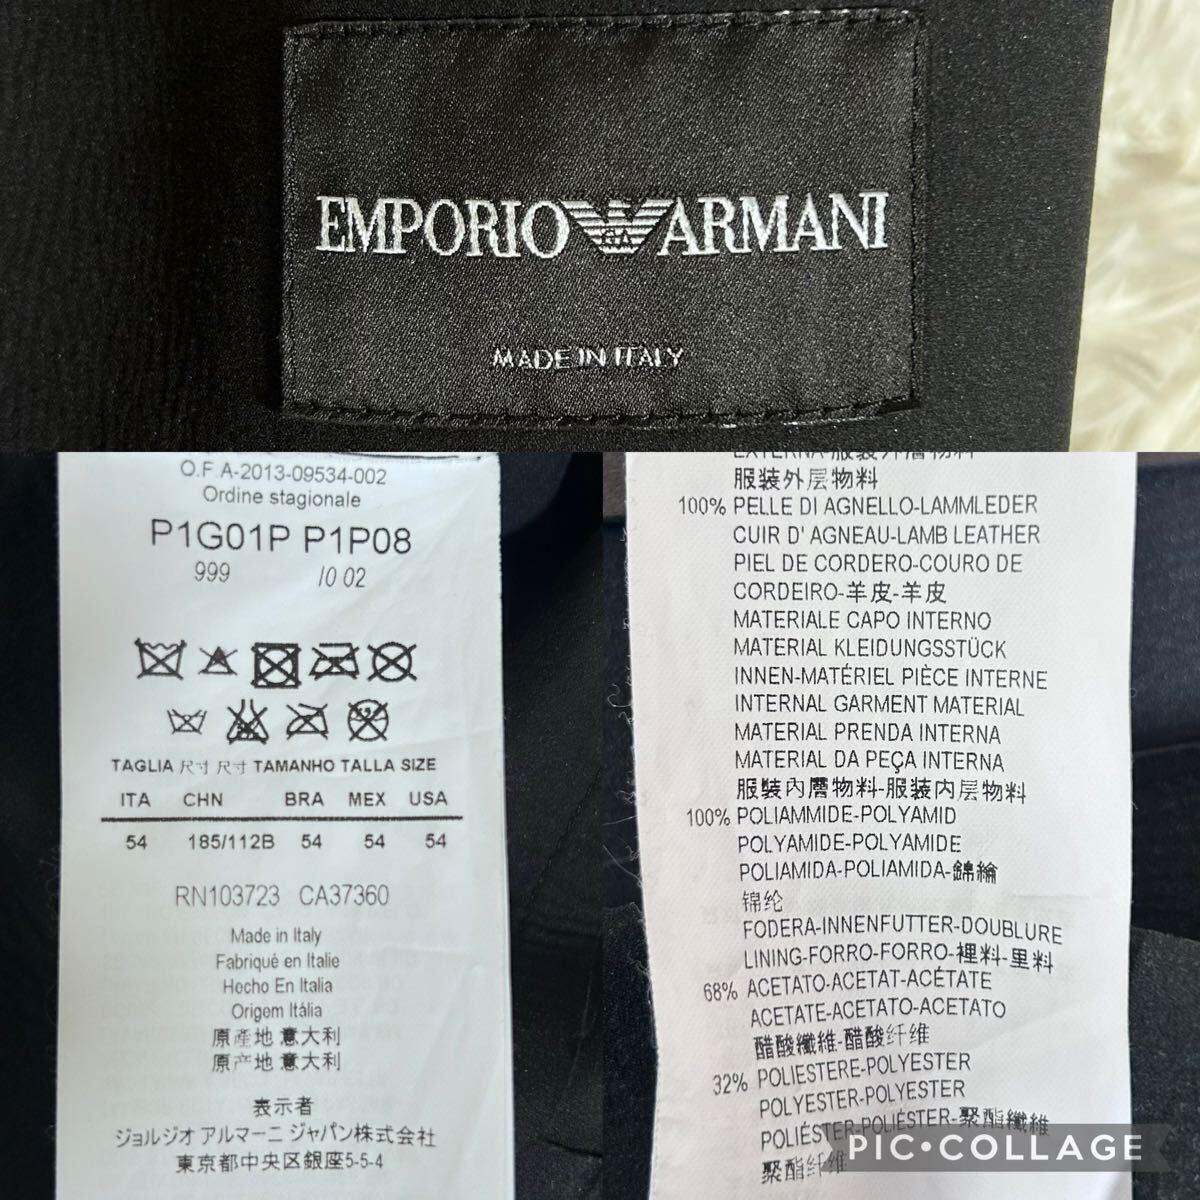 EMPORIO ARMANI
MADE IN ITALY
O.F.A-2013-09534-002
Ordine stagionale
P1G01P P1P08
999 10 02
TAGLIA 尺寸 尺寸 TAMANHO TALLA SIZE
ITA CHN BRA MEX USA
54 185/112B 54 54 54
RN103723 CA37360
Made in Italy
Fabriqué en Italie
Hecho En Italia
Origem Itália
原產地 意大利
原产地 意大利
表示者
ジョルジオ アルマーニ ジャパン株式会社
東京都中央区銀座5-5-4
EXTERNA-服裝外層物料
服装外层物料
100% PELLE DI AGNELLO-LAMMLEDER
CUIR D' AGNEAU-LAMB LEATHER
PIEL DE CORDERO-COURO DE
CORDEIRO-羊皮-羊皮
MATERIALE CAPO INTERNO
MATERIAL KLEIDUNGSSTÜCK
INNEN-MATÉRIEL PIÈCE INTERNE
INTERNAL GARMENT MATERIAL
MATERIAL PRENDA INTERNA
MATERIAL DA PEÇA INTERNA
服裝內層物料-服装内层物料
100% POLIAMMIDE-POLYAMID
POLYAMIDE-POLYAMIDE
POLIAMIDA-POLIAMIDA-錦綸
锦纶
FODERA-INNENFUTTER-DOUBLURE
LINING-FORRO-FORRO-裡料-里料
68% ACETATO-ACETAT-ACÉTATE
ACETATE-ACETATO-ACETATO
醋酸纖維-醋酸纤维
32% POLIESTERE-POLYESTER
POLYESTER-POLYESTER
POLIÉSTER-POLIÉSTER-聚酯纖維
聚酯纤维
PIC•COLLAGE